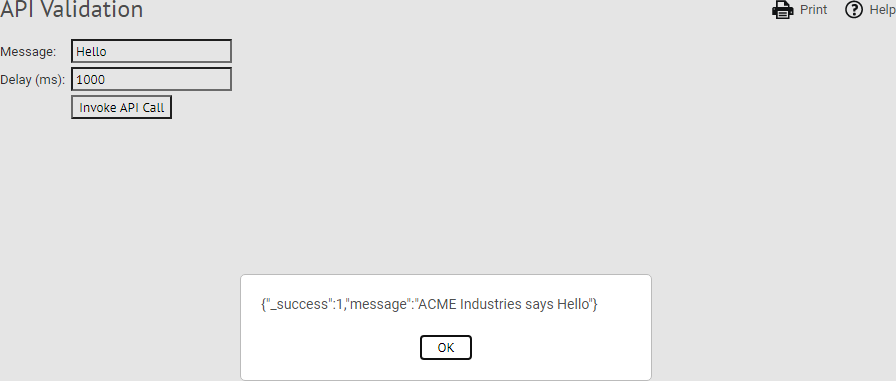 API Validation
Print
Help
Message: Hello
Delay (ms): 1000
Invoke API Call
{"_success":1,"message":"ACME Industries says Hello"}
OK